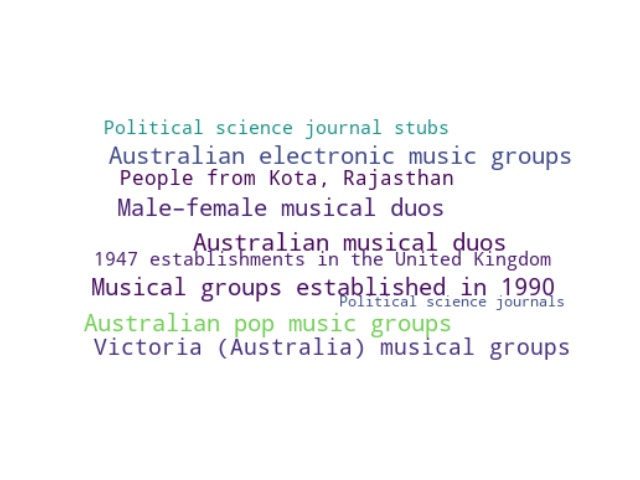 Political science journal stubs
Australian electronic music groups
People from Kota, Rajasthan
Male–female musical duos
Australian musical duos
1947 establishments in the United Kingdom
Musical groups established in 1990
Political science journals
Australian pop music groups
Victoria (Australia) musical groups